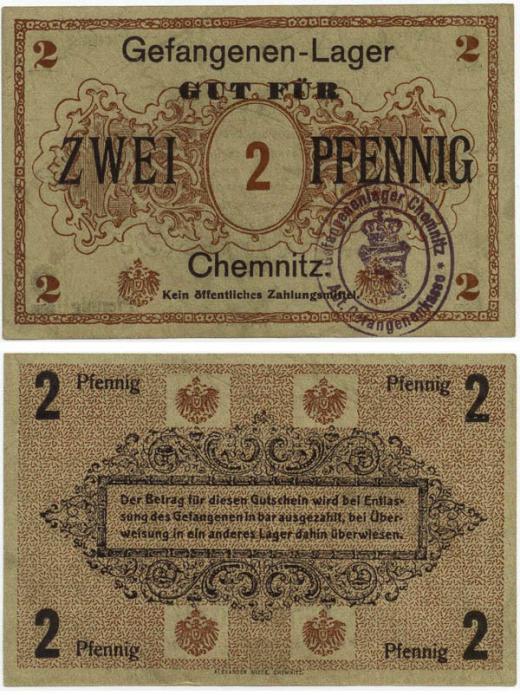 2 2
Gefangenen-Lager
GUT FÜR
ZWEI 2 PFENNIG
Chemnitz.
Kein öffentliches Zahlungsmittel.
2 2
Gefangenenlager Chemnitz
2 Pfennig Pfennig 2
Der Betrag für diesen Gutschein wird bei Entlas-
sung des Gefangenen in bar ausgezahlt, bei Über-
weisung in ein anderes Lager dahin überwiesen.
2 Pfennig Pfennig 2
ALEXANDER CHEMNITZ.